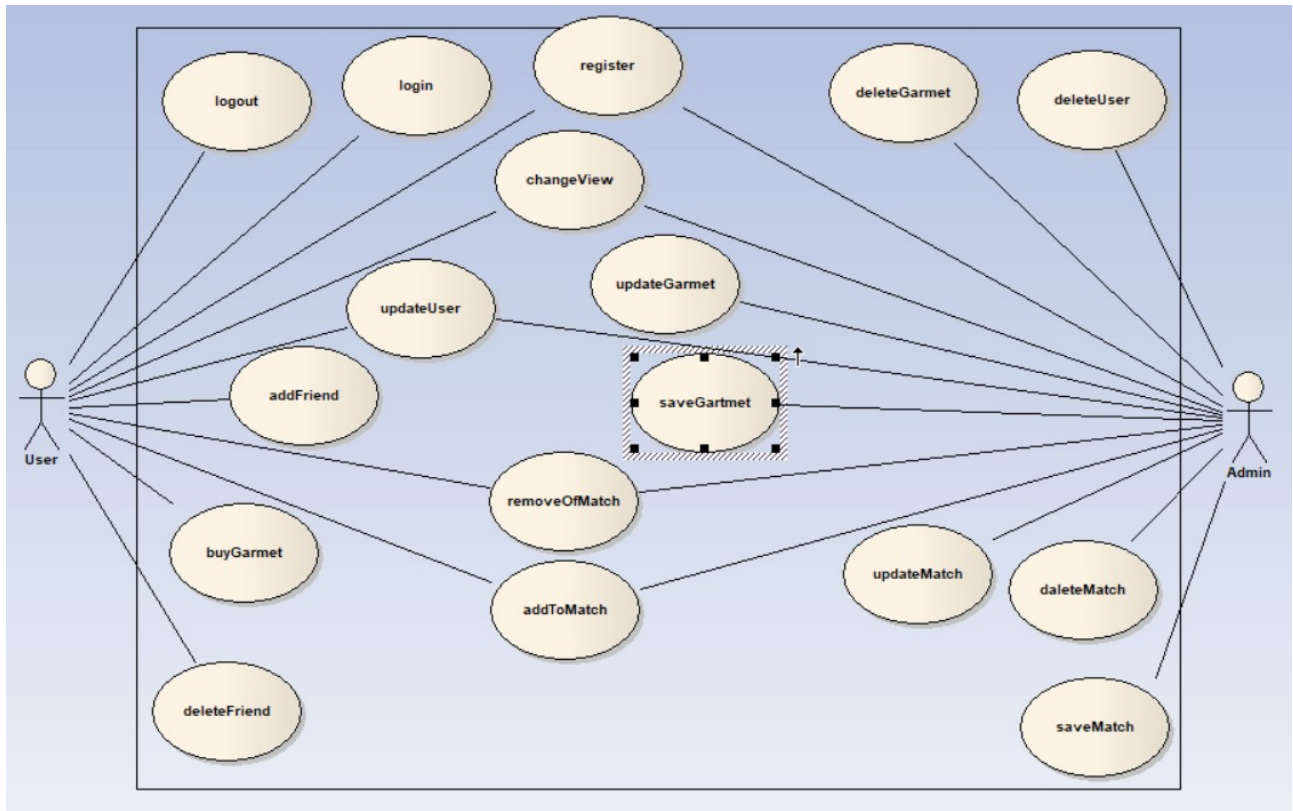 register
login
deleteGarmet
deleteUser
logout
changeView
updateGarmet
updateUser
addFriend
saveGartmet
User
Admin
removeOfMatch
buyGarmet
updateMatch
daleteMatch
addToMatch
deleteFriend
saveMatch